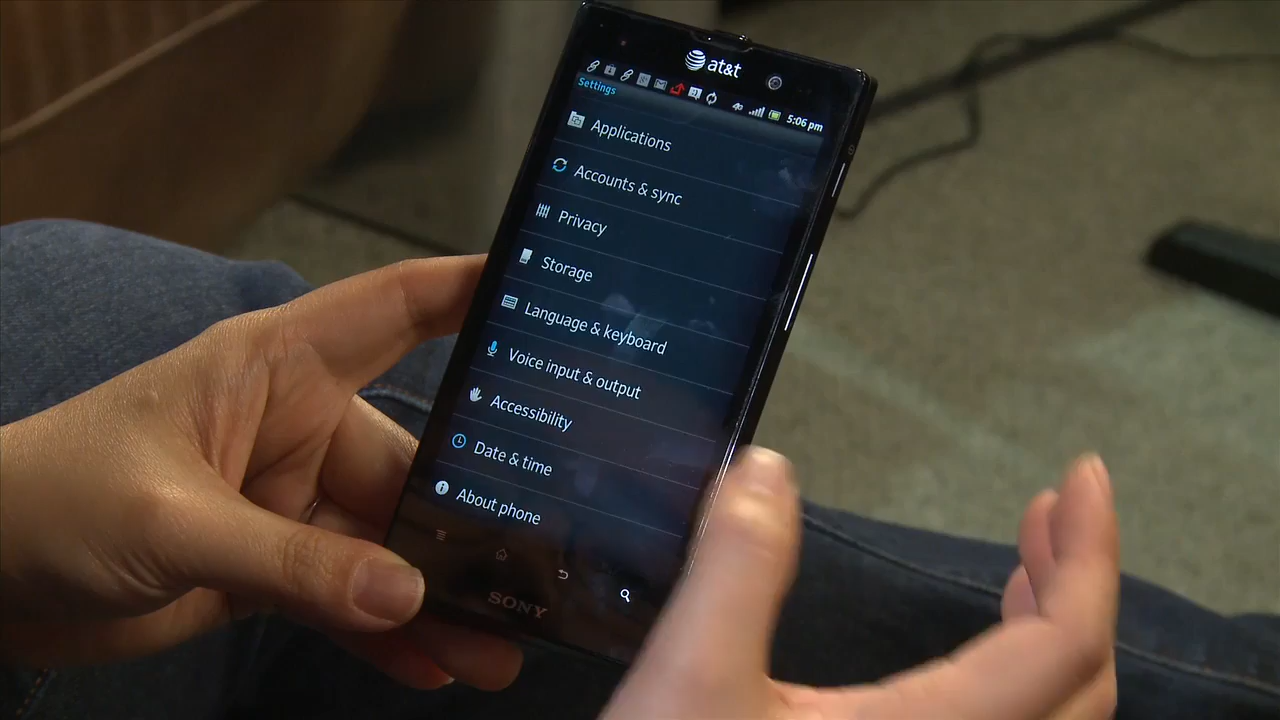 at&t
4G 5:06 pm
Settings
Applications
Accounts & sync
Privacy
Storage
Language & keyboard
Voice input & output
Accessibility
Date & time
About phone
SONY